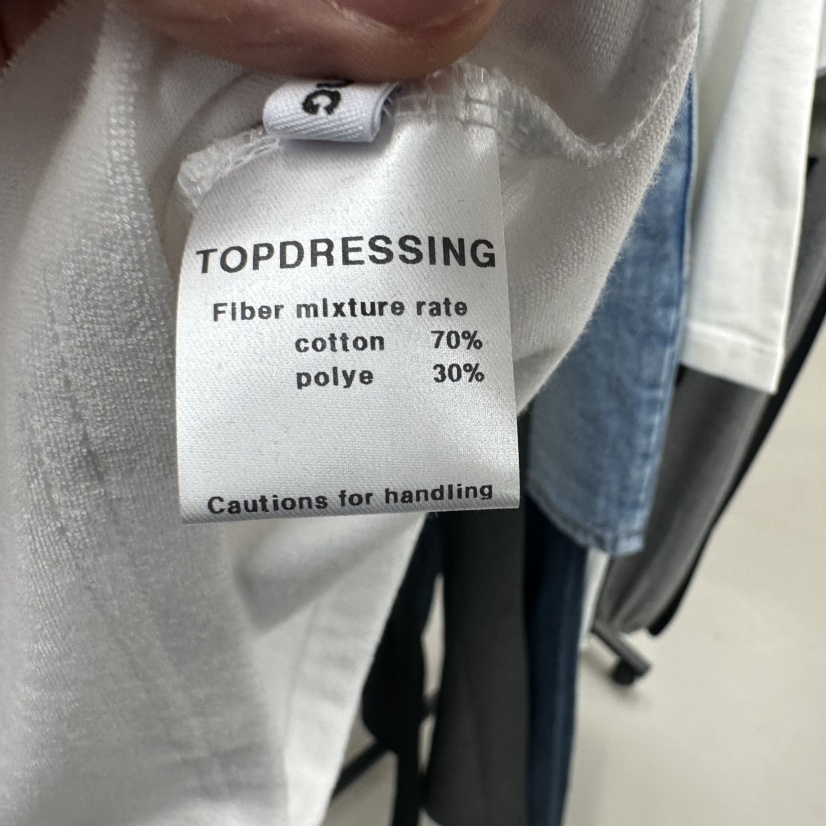 TOPDRESSING
Fiber mixture rate
cotton 70%
polye 30%
Cautions for handling